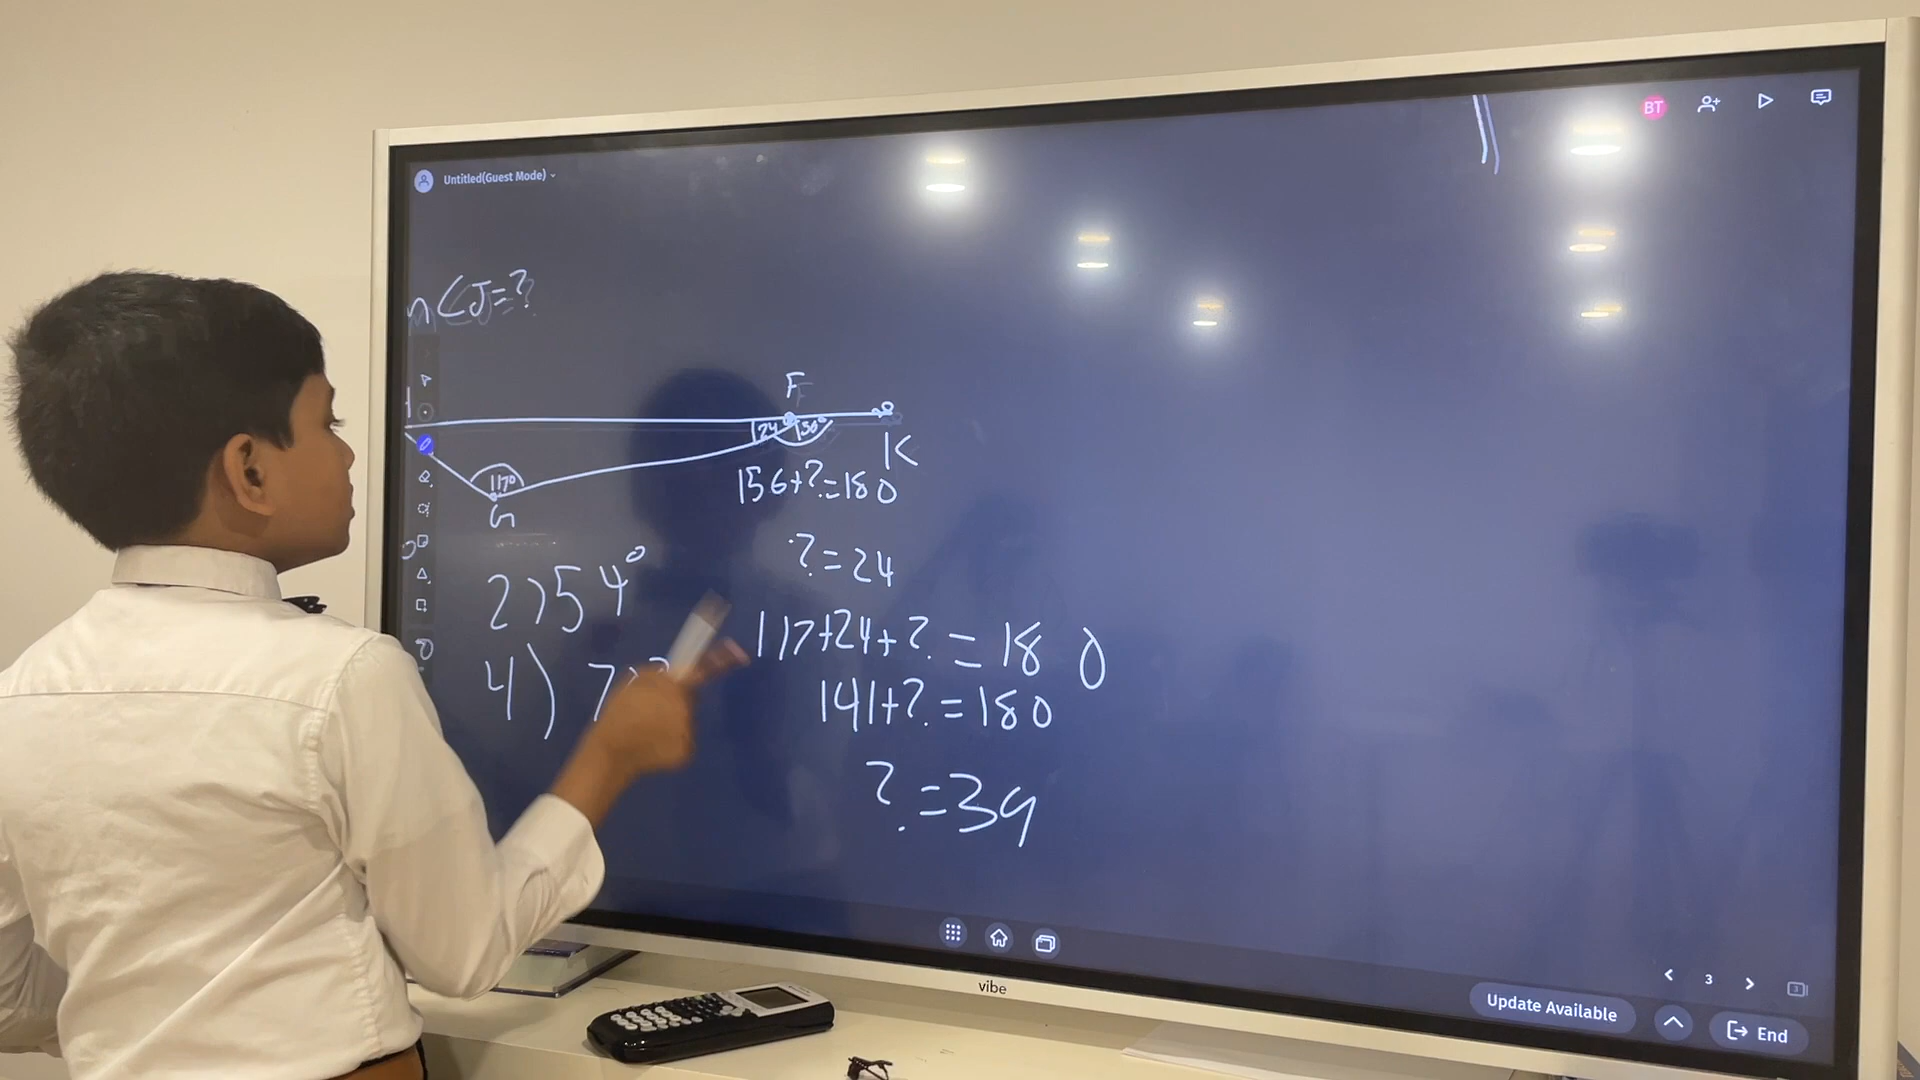 BT
Untitled(Guest Mode)
m<J=?
F
24° 50°
K
117°
G
156+?=180
?=24
2)54°
117+24+?=180
4)
141+?=180
?=39
3
vibe
Update Available
End